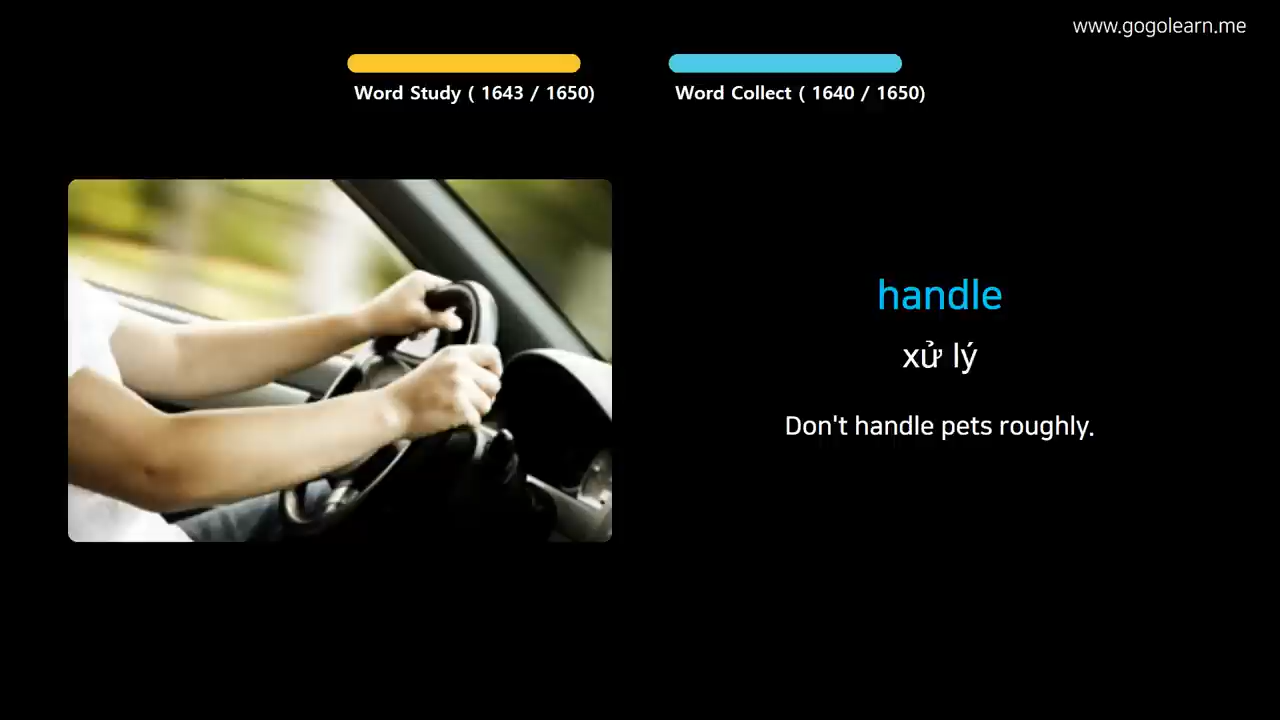 www.gogolearn.me
Word Study ( 1643 / 1650)
Word Collect ( 1640 / 1650)
handle
xử lý
Don't handle pets roughly.